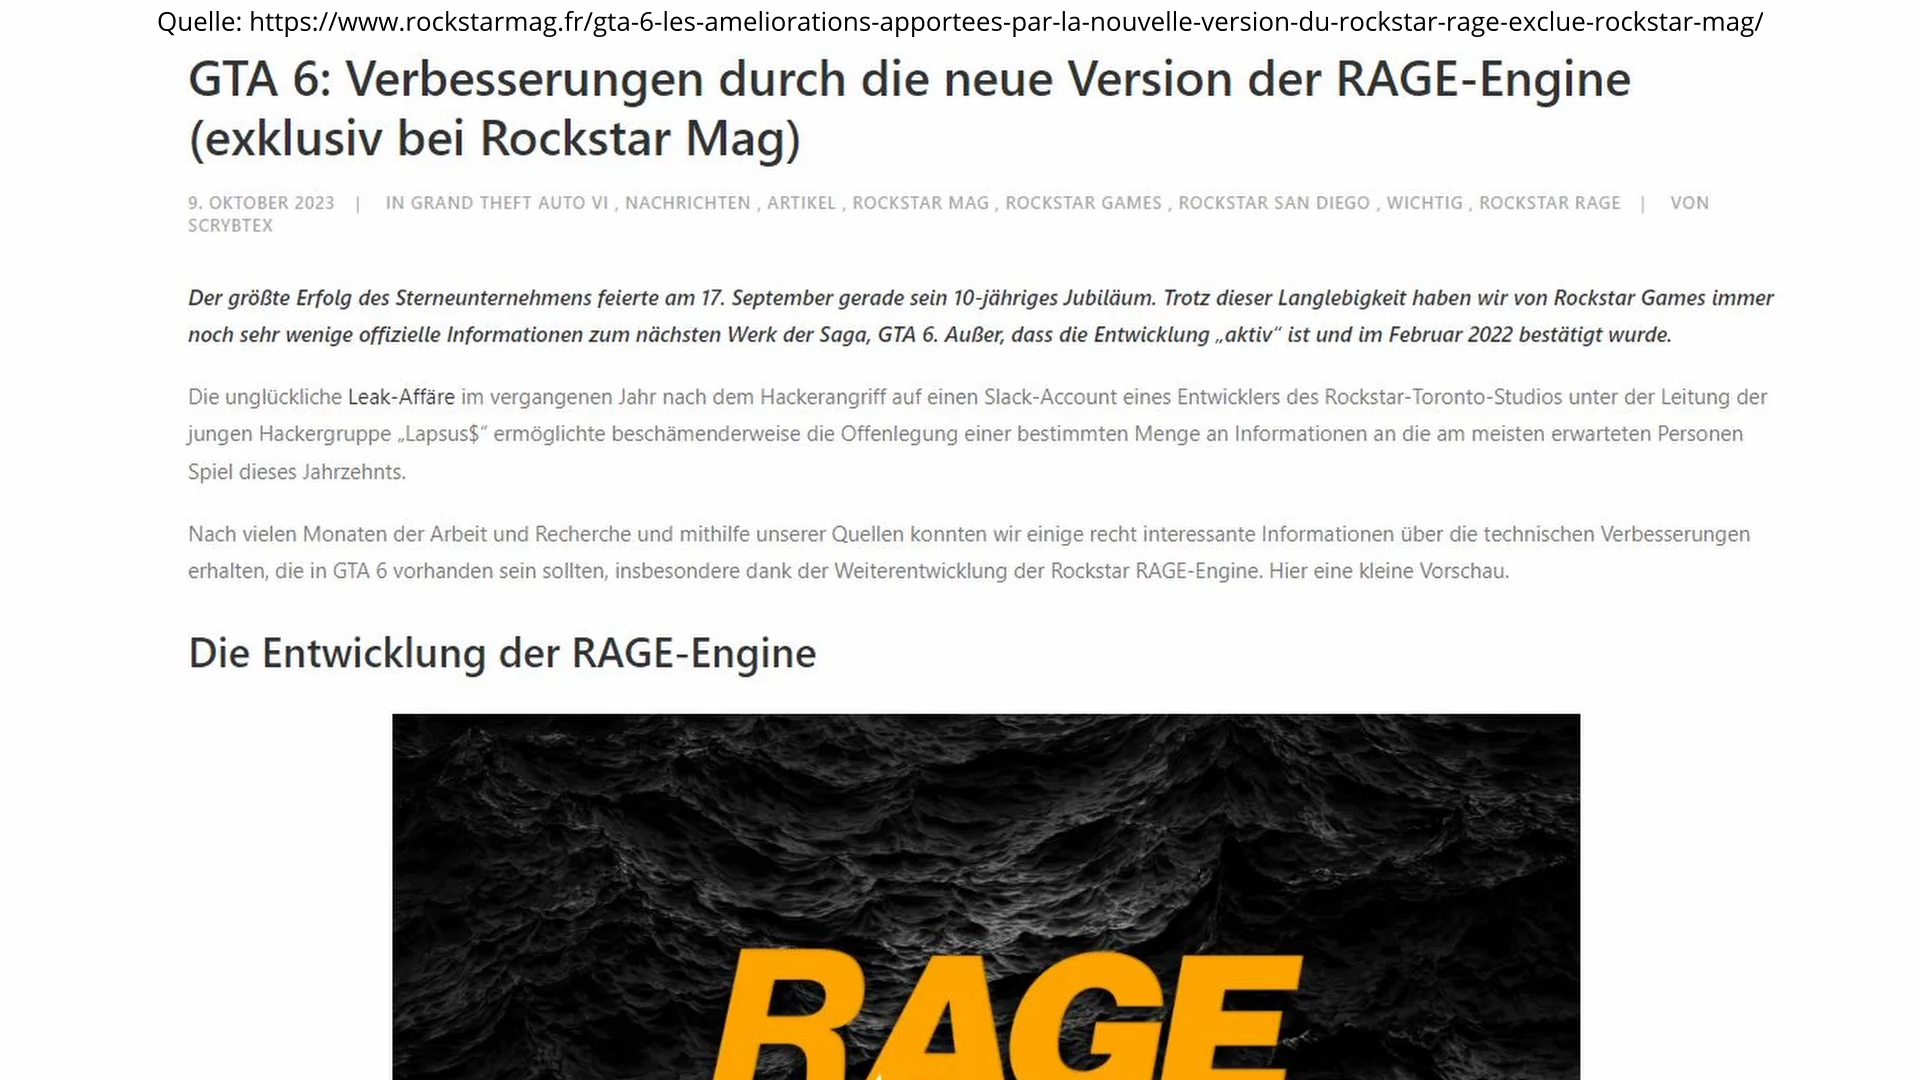 Quelle: https://www.rockstarmag.fr/gta-6-les-ameliorations-apportees-par-la-nouvelle-version-du-rockstar-rage-exclue-rockstar-mag/
GTA 6: Verbesserungen durch die neue Version der RAGE-Engine
(exklusiv bei Rockstar Mag)
9. OKTOBER 2023 | IN GRAND THEFT AUTO VI , NACHRICHTEN , ARTIKEL , ROCKSTAR MAG , ROCKSTAR GAMES , ROCKSTAR SAN DIEGO , WICHTIG , ROCKSTAR RAGE | VON
SCRYBTEX
Der größte Erfolg des Sterneunternehmens feierte am 17. September gerade sein 10-jähriges Jubiläum. Trotz dieser Langlebigkeit haben wir von Rockstar Games immer
noch sehr wenige offizielle Informationen zum nächsten Werk der Saga, GTA 6. Außer, dass die Entwicklung „aktiv“ ist und im Februar 2022 bestätigt wurde.
Die unglückliche Leak-Affäre im vergangenen Jahr nach dem Hackerangriff auf einen Slack-Account eines Entwicklers des Rockstar-Toronto-Studios unter der Leitung der
jungen Hackergruppe „Lapsus$“ ermöglichte beschämenderweise die Offenlegung einer bestimmten Menge an Informationen an die am meisten erwarteten Personen
Spiel dieses Jahrzehnts.
Nach vielen Monaten der Arbeit und Recherche und mithilfe unserer Quellen konnten wir einige recht interessante Informationen über die technischen Verbesserungen
erhalten, die in GTA 6 vorhanden sein sollten, insbesondere dank der Weiterentwicklung der Rockstar RAGE-Engine. Hier eine kleine Vorschau.
Die Entwicklung der RAGE-Engine
RAGE